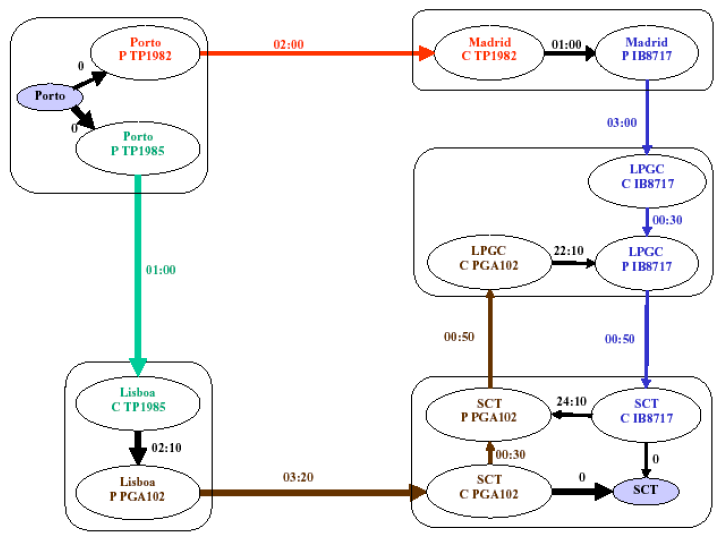 Porto
P TP1982
02:00
Madrid
C TP1982
01:00
Madrid
P IB8717
0
Porto
0
Porto
P TP1985
03:00
LPGC
C IB8717
00:30
LPGC
C PGA102
22:10
LPGC
P IB8717
01:00
00:50
00:50
Lisboa
C TP1985
SCT
P PGA102
24:10
SCT
C IB8717
02:10
00:30
0
Lisboa
P PGA102
03:20
SCT
C PGA102
0
SCT